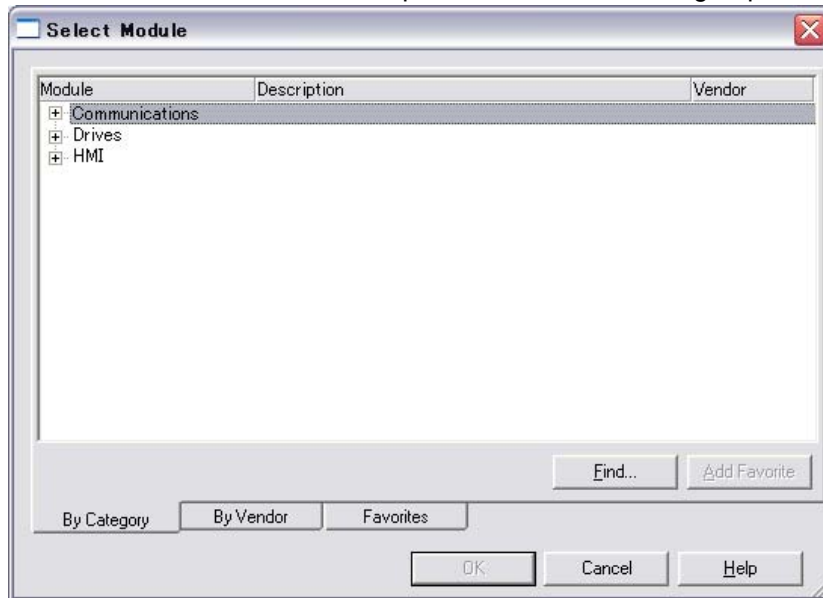 Select Module
Module Description Vendor
Communications
Drives
HMI
Find... Add Favorite
By Category By Vendor Favorites
OK Cancel Help